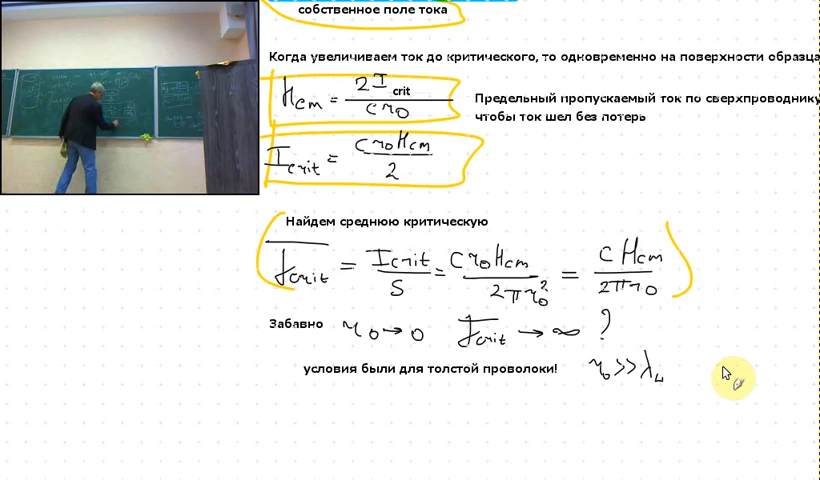 собственное поле тока
Когда увеличиваем ток до критического, то одновременно на поверхности образца
H_cm = 2I_crit / c r_0
Предельный пропускаемый ток по сверхпроводнику
чтобы ток шел без потерь
I_crit = c r_0 H_cm / 2
Найдем среднюю критическую
j_crit = I_crit / S = c r_0 H_cm / 2π r_0^2 = c H_cm / 2π r_0
Забавно r_0 → 0 j_crit → ∞ ?
условия были для толстой проволоки! r_0 >> λ_L